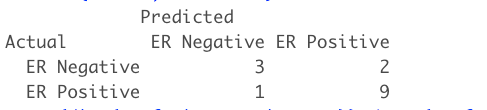 Predicted
Actual ER Negative ER Positive
ER Negative 3 2
ER Positive 1 9